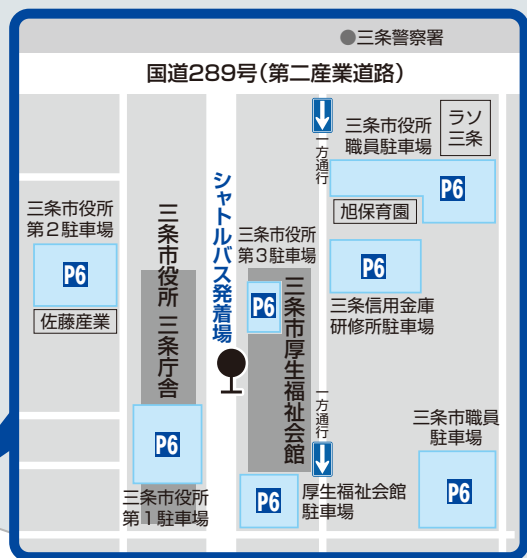 ●三条警察署
国道289号(第二産業道路)
一方通行
三条市役所
職員駐車場
ラソ
三条
P6
旭保育園
三条市役所
第2駐車場
P6
佐藤産業
三条市役所 三条庁舎
シャトルバス発着場
三条市役所
第3駐車場
P6
三条市厚生福祉会館
P6
三条信用金庫
研修所駐車場
一方通行
三条市職員
駐車場
P6
P6
三条市役所
第1駐車場
P6
厚生福祉会館
駐車場